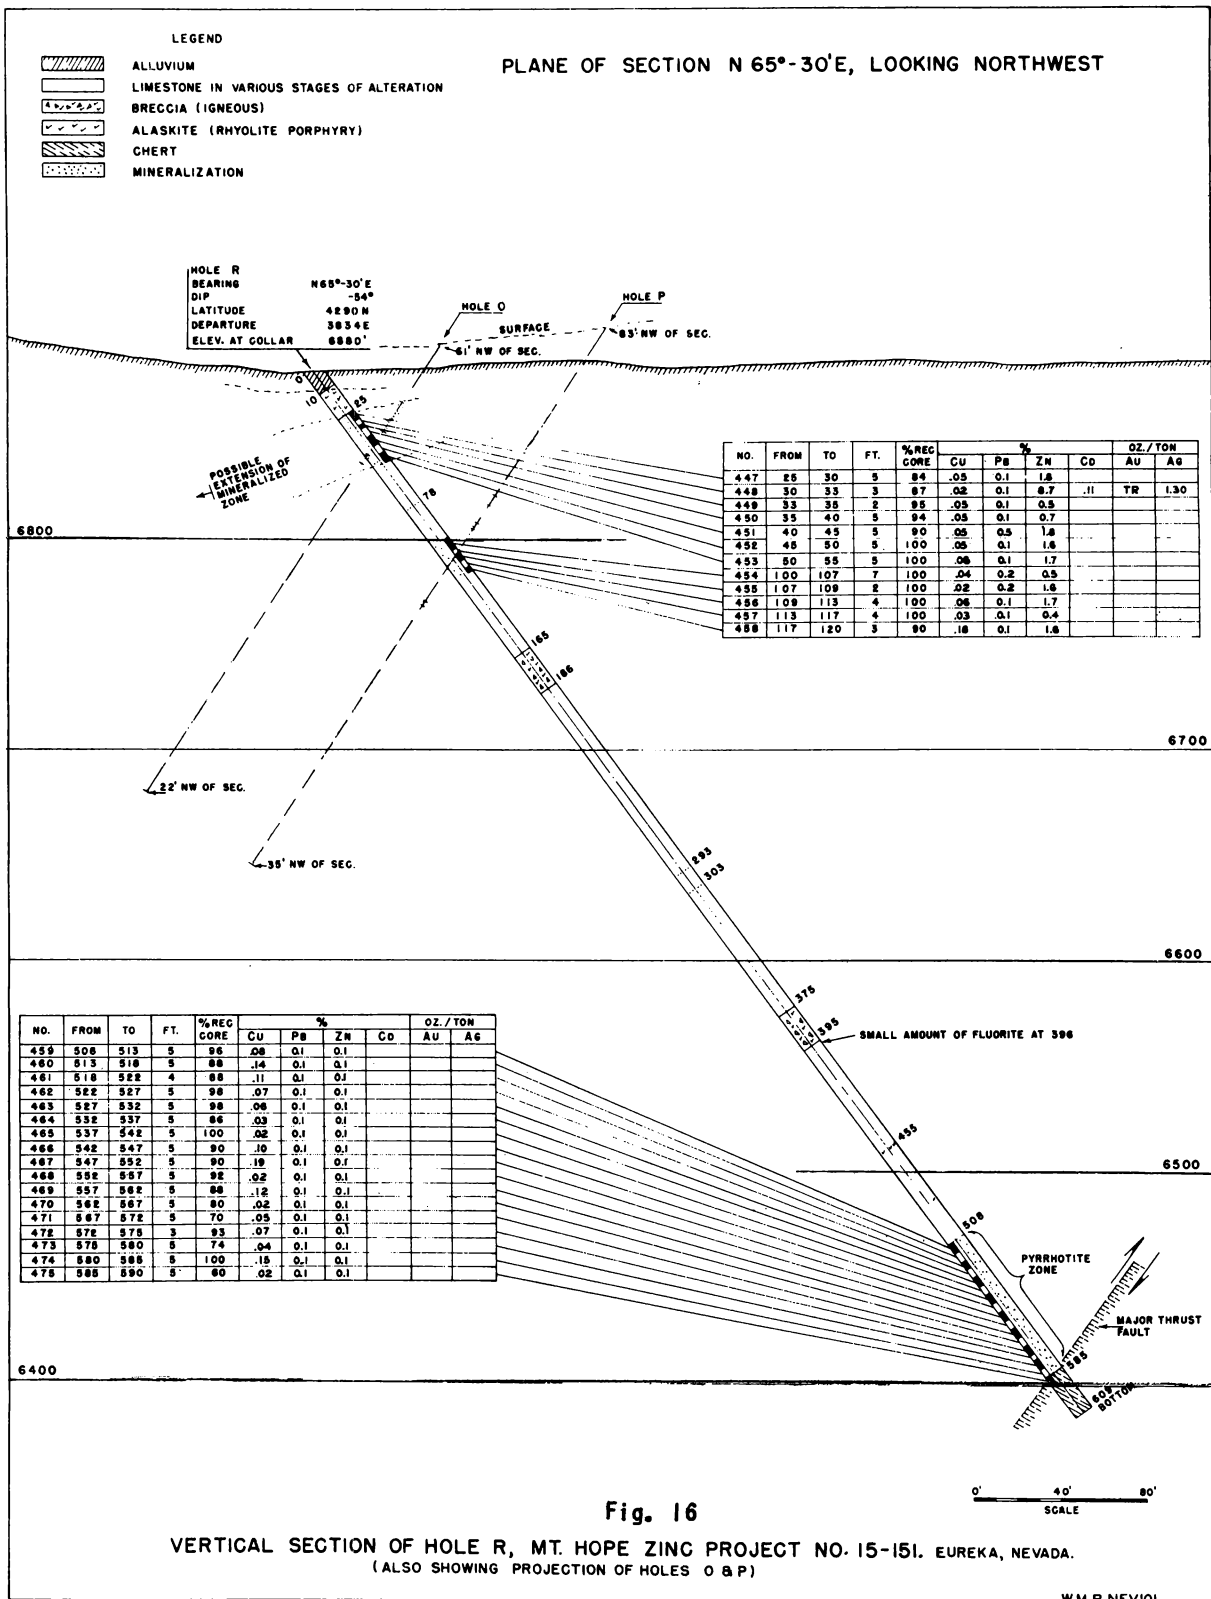 LEGEND
ALLUVIUM
LIMESTONE IN VARIOUS STAGES OF ALTERATION
BRECCIA (IGNEOUS)
ALASKITE (RHYOLITE PORPHYRY)
CHERT
MINERALIZATION
PLANE OF SECTION N 65°-30'E, LOOKING NORTHWEST
HOLE R
BEARING N65°-30'E
DIP -54°
LATITUDE 4290 N
DEPARTURE 3834 E
ELEV. AT COLLAR 6880'
HOLE O
SURFACE
61' NW OF SEC.
HOLE P
83' NW OF SEC.
0
10
25
78
POSSIBLE
EXTENSION OF
MINERALIZED
ZONE
NO. FROM TO FT. %REC CORE % CU PB ZN CD OZ./TON AU AG
447 25 30 5 84 .05 0.1 1.8
448 30 33 3 87 .02 0.1 8.7 .11 TR 1.30
449 33 35 2 95 .05 0.1 0.5
450 35 40 5 94 .05 0.1 0.7
451 40 45 5 90 .05 0.5 1.8
452 45 50 5 100 .05 0.1 1.6
453 50 55 5 100 .08 0.1 1.7
454 100 107 7 100 .04 0.2 0.5
455 107 109 2 100 .02 0.2 1.6
456 109 113 4 100 .06 0.1 1.7
457 113 117 4 100 .03 0.1 0.4
458 117 120 3 90 .18 0.1 1.6
6800
165
186
6700
22' NW OF SEC.
35' NW OF SEC.
293
303
6600
375
395
SMALL AMOUNT OF FLUORITE AT 396
455
6500
NO. FROM TO FT. %REC CORE % CU PB ZN CD OZ./TON AU AG
459 508 513 5 96 .08 0.1 0.1
460 513 518 5 88 .14 0.1 0.1
461 518 522 4 88 .11 0.1 0.1
462 522 527 5 98 .07 0.1 0.1
463 527 532 5 98 .06 0.1 0.1
464 532 537 5 86 .03 0.1 0.1
465 537 542 5 100 .02 0.1 0.1
466 542 547 5 90 .10 0.1 0.1
467 547 552 5 90 .19 0.1 0.1
468 552 557 5 92 .02 0.1 0.1
469 557 562 5 88 .12 0.1 0.1
470 562 567 5 80 .02 0.1 0.1
471 567 572 5 70 .05 0.1 0.1
472 572 575 3 93 .07 0.1 0.1
473 575 580 5 74 .04 0.1 0.1
474 580 585 5 100 .15 0.1 0.1
475 585 590 5 60 .02 0.1 0.1
508
PYRRHOTITE
ZONE
MAJOR THRUST
FAULT
585
6400
609
BOTTOM
0' 40' 80'
SCALE
Fig. 16
VERTICAL SECTION OF HOLE R, MT. HOPE ZINC PROJECT NO. 15-151. EUREKA, NEVADA.
(ALSO SHOWING PROJECTION OF HOLES O & P)